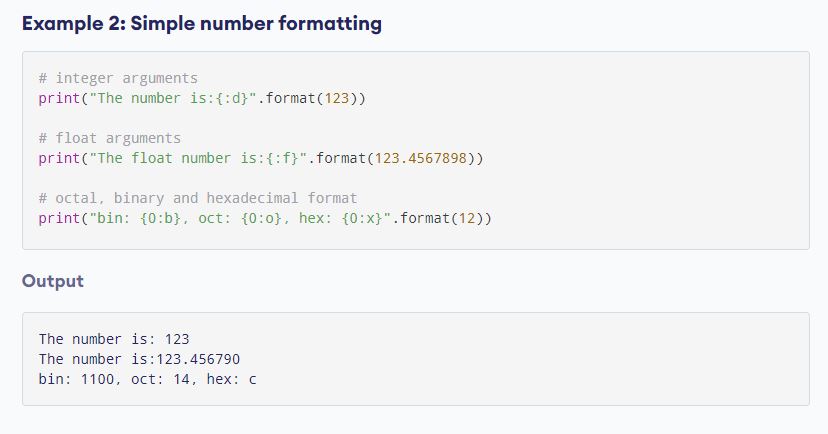 Example 2: Simple number formatting
# integer arguments
print("The number is:{:d}".format(123))
# float arguments
print("The float number is:{:f}".format(123.4567898))
# octal, binary and hexadecimal format
print("bin: {0:b}, oct: {0:o}, hex: {0:x}".format(12))
Output
The number is: 123
The number is:123.456790
bin: 1100, oct: 14, hex: c